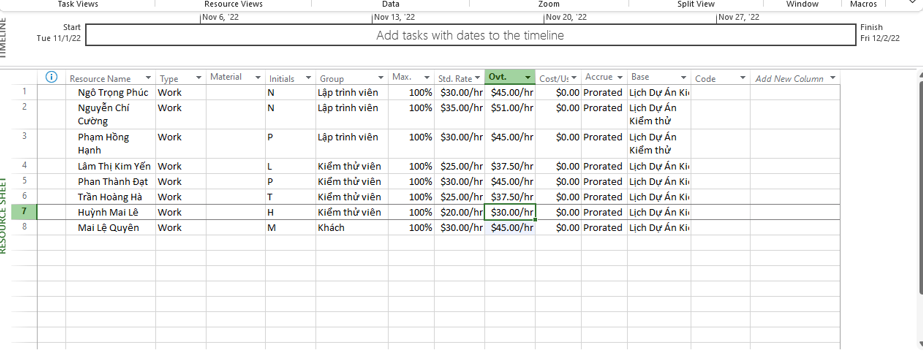 Task Views Resource Views Data Zoom Split View Window Macros
Nov 6, '22 Nov 13, '22 Nov 20, '22 Nov 27, '22
TIMELINE
Start
Tue 11/1/22
Add tasks with dates to the timeline
Finish
Fri 12/2/22
RESOURCE SHEET
Resource Name Type Material Initials Group Max. Std. Rate Ovt. Cost/Us Accrue Base Code Add New Column
1 Ngô Trọng Phúc Work N Lập trình viên 100% $30.00/hr $45.00/hr $0.00 Prorated Lịch Dự Án Ki
2 Nguyễn Chí Cường Work N Lập trình viên 100% $35.00/hr $51.00/hr $0.00 Prorated Lịch Dự Án Kiểm thử
3 Phạm Hồng Hạnh Work P Lập trình viên 100% $30.00/hr $45.00/hr $0.00 Prorated Lịch Dự Án Kiểm thử
4 Lâm Thị Kim Yến Work L Kiểm thử viên 100% $25.00/hr $37.50/hr $0.00 Prorated Lịch Dự Án Ki
5 Phan Thành Đạt Work P Kiểm thử viên 100% $30.00/hr $45.00/hr $0.00 Prorated Lịch Dự Án Ki
6 Trần Hoàng Hà Work T Kiểm thử viên 100% $25.00/hr $37.50/hr $0.00 Prorated Lịch Dự Án Ki
7 Huỳnh Mai Lê Work H Kiểm thử viên 100% $20.00/hr $30.00/hr $0.00 Prorated Lịch Dự Án Ki
8 Mai Lệ Quyên Work M Khách 100% $30.00/hr $45.00/hr $0.00 Prorated Lịch Dự Án Ki